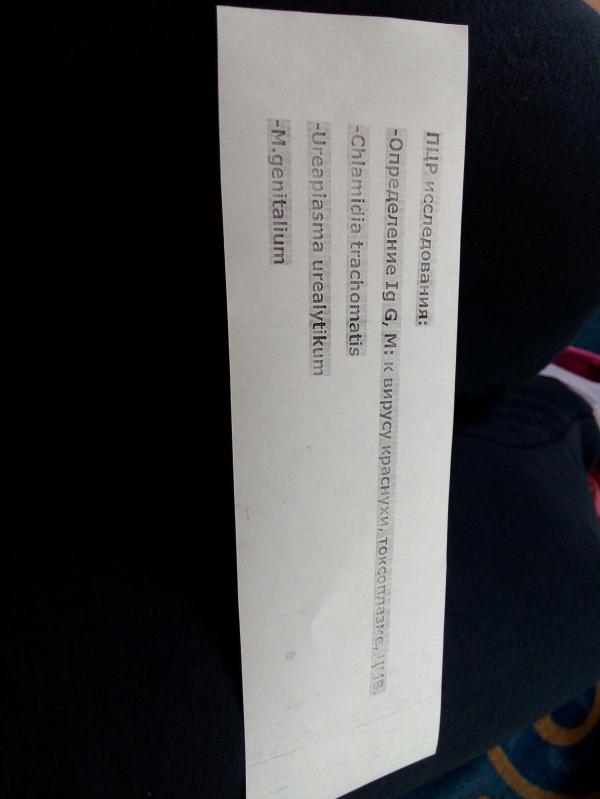 ПЦР исследования:
-Определение Ig G, M: к вирусу краснухи, токсоплазме, ЦМВ.
-Chlamidia trachomatis
-Ureaplasma urealytikum
-M.genitalium